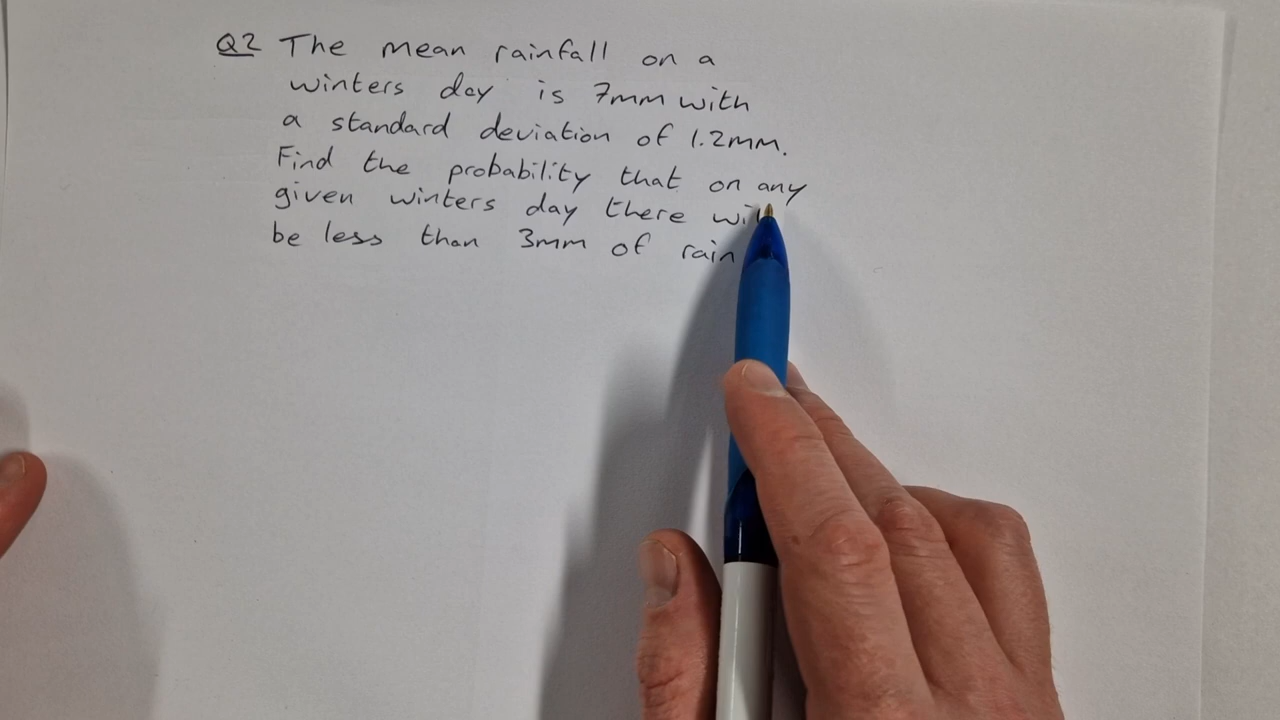 Q2 The mean rainfall on a
winters day is 7mm with
a standard deviation of 1.2mm.
Find the probability that on any
given winters day there
be less than 3mm of rain